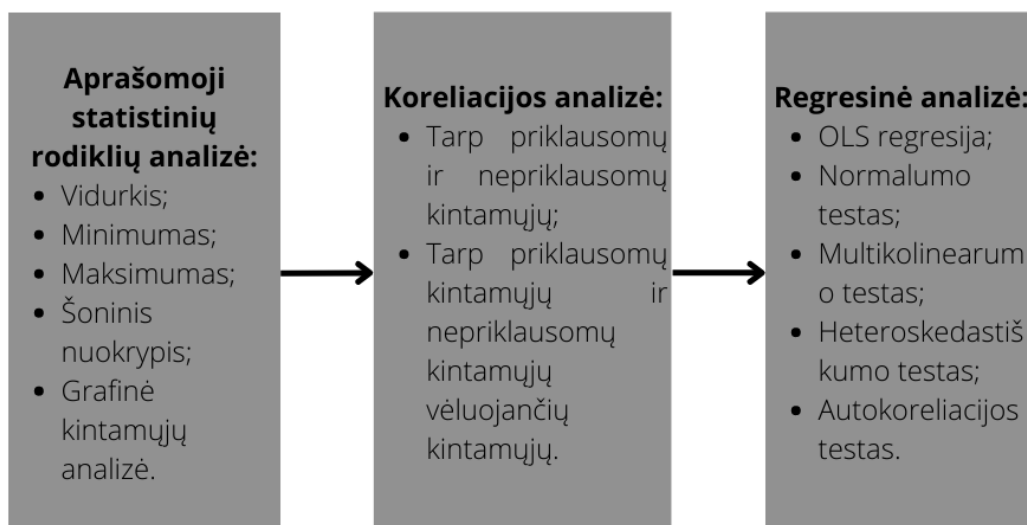 Aprašomoji
statistinių
rodiklių analizė:
• Vidurkis;
• Minimumas;
• Maksimumas;
• Šoninis
nuokrypis;
• Grafinė
kintamųjų
analizė.
Koreliacijos analizė:
• Tarp priklausomų
ir nepriklausomų
kintamųjų;
• Tarp priklausomų
kintamųjų ir
nepriklausomų
kintamųjų
vėluojančių
kintamųjų.
Regresinė analizė:
• OLS regresija;
• Normalumo
testas;
• Multikolinearum
o testas;
• Heteroskedastiš
kumo testas;
• Autokoreliacijos
testas.